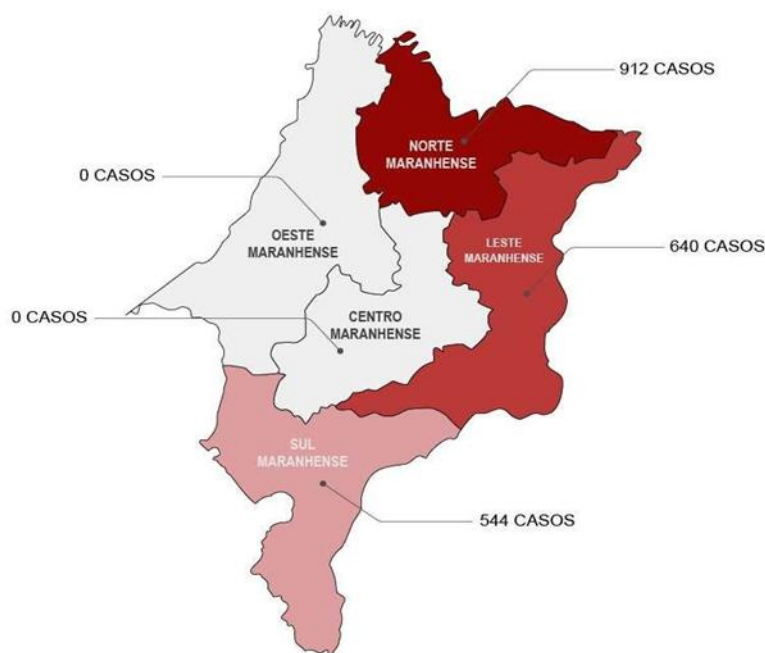 912 CASOS
NORTE
MARANHENSE
0 CASOS
OESTE
MARANHENSE
LESTE
MARANHENSE
640 CASOS
0 CASOS
CENTRO
MARANHENSE
SUL
MARANHENSE
544 CASOS